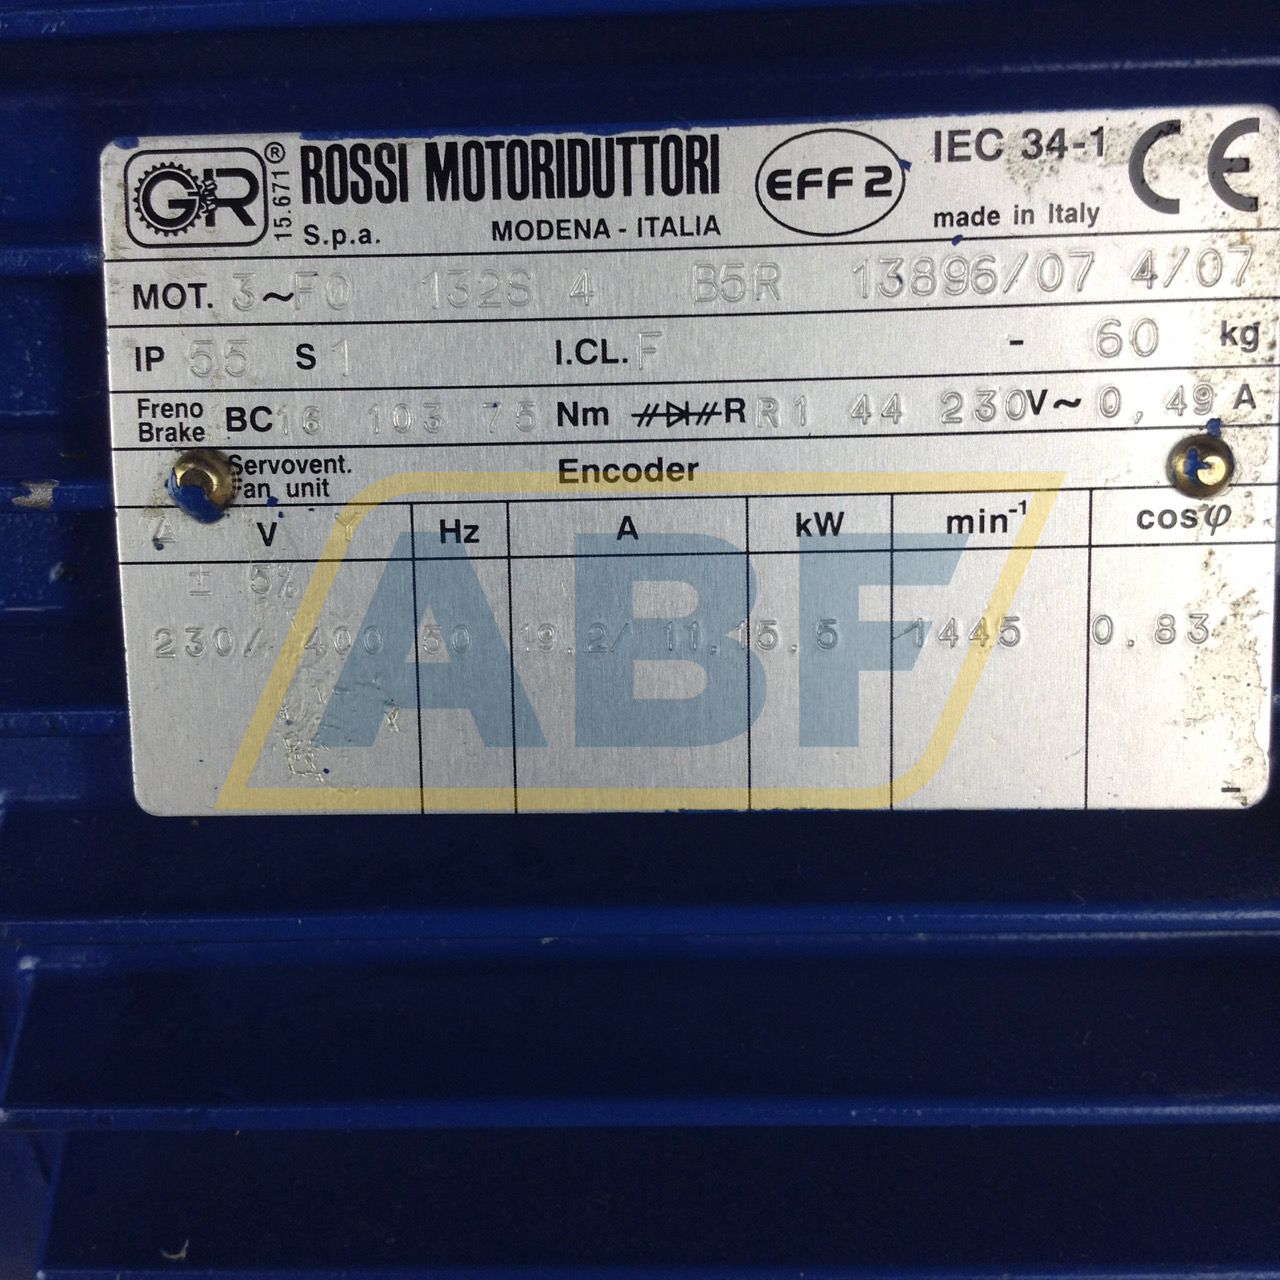 GR ® 15.671 ROSSI MOTORIDUTTORI EFF 2 IEC 34-1 CE
S.p.a. MODENA - ITALIA made in Italy
MOT. 3~F0 132S 4 B5R 13896/07 4/07
IP 55 S 1 I.CL. F - 60 kg
Freno
Brake BC 16 103 75 Nm R R1 44 230 V~ 0,49 A
Servovent. Encoder
Fan unit
Δ V Y Hz A kW min-1 cosφ
± 5%
230/ 400 50 19.2/ 11.1 5.5 1445 0.83
ABF